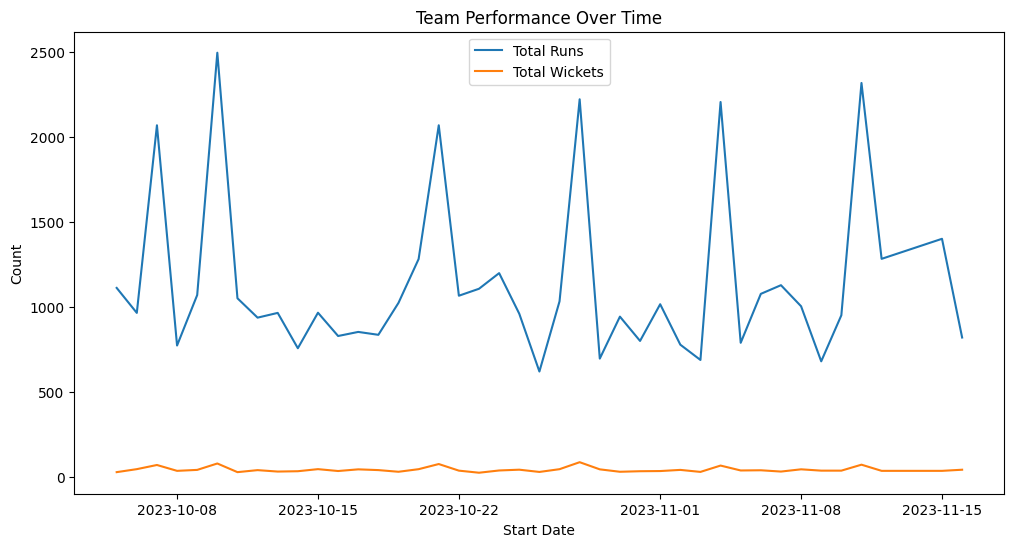 Team Performance Over Time
Total Runs
Total Wickets
2500
2000
1500
1000
500
0
Count
2023-10-08
2023-10-15
2023-10-22
2023-11-01
2023-11-08
2023-11-15
Start Date